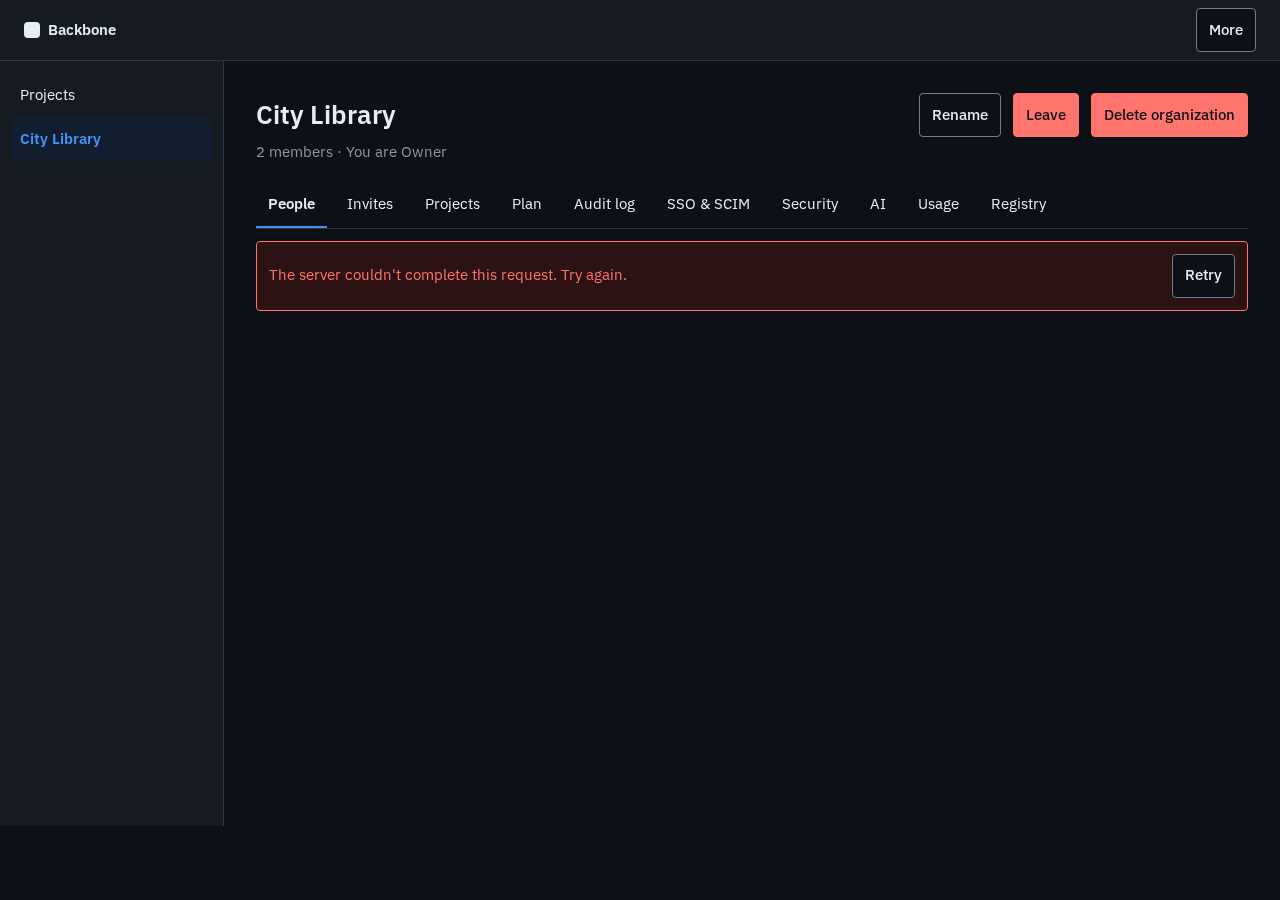 Backbone
More
Projects
City Library
City Library
Rename
Leave
Delete organization
2 members · You are Owner
People
Invites
Projects
Plan
Audit log
SSO & SCIM
Security
AI
Usage
Registry
The server couldn't complete this request. Try again.
Retry